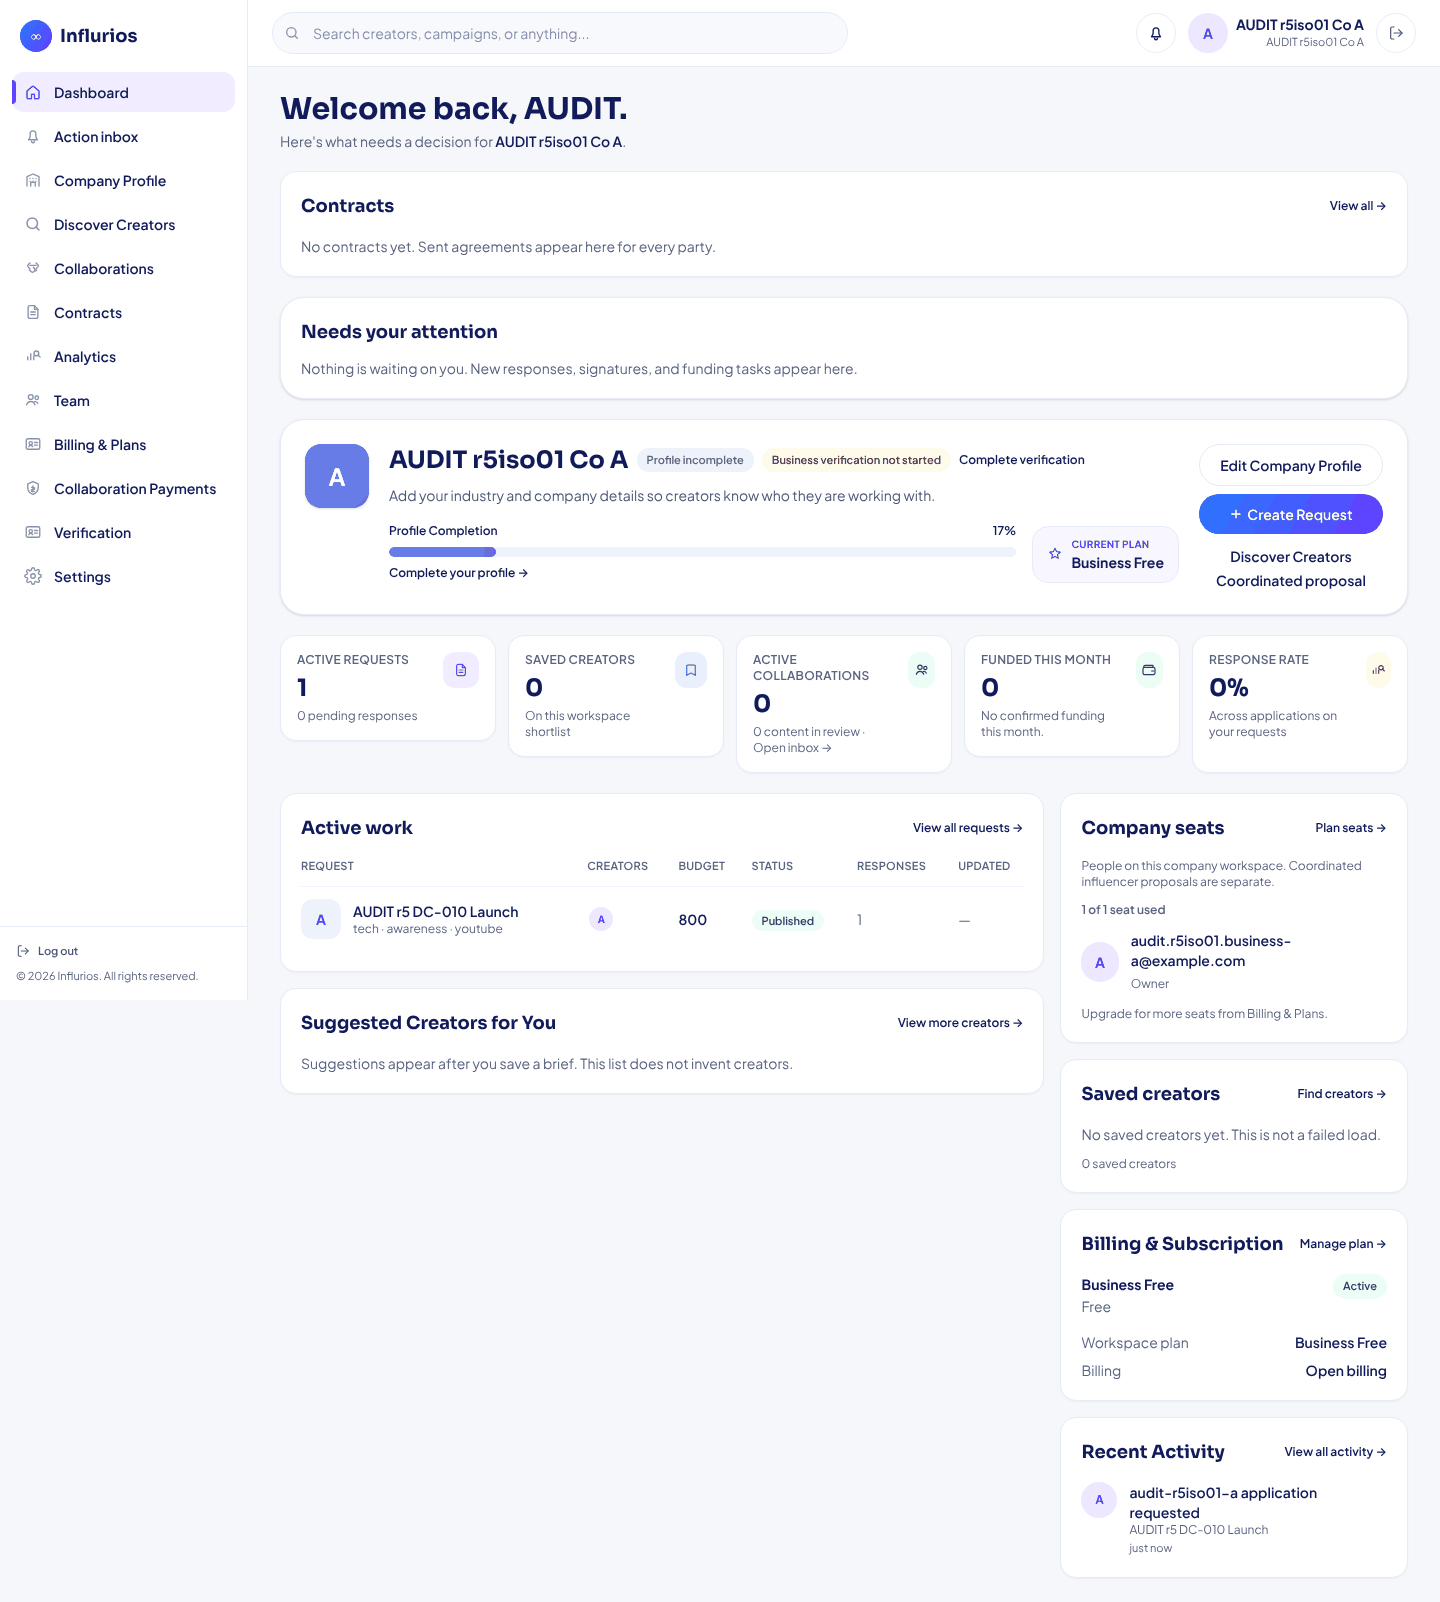 ∞ Influrios
Search creators, campaigns, or anything...
A
AUDIT r5iso01 Co A
AUDIT r5iso01 Co A
Dashboard
Action inbox
Company Profile
Discover Creators
Collaborations
Contracts
Analytics
Team
Billing & Plans
Collaboration Payments
Verification
Settings
Log out
© 2026 Influrios. All rights reserved.
Welcome back, AUDIT.
Here's what needs a decision for AUDIT r5iso01 Co A.
Contracts
View all →
No contracts yet. Sent agreements appear here for every party.
Needs your attention
Nothing is waiting on you. New responses, signatures, and funding tasks appear here.
A
AUDIT r5iso01 Co A
Profile incomplete
Business verification not started
Complete verification
Add your industry and company details so creators know who they are working with.
Profile Completion
17%
Complete your profile →
CURRENT PLAN
Business Free
Edit Company Profile
+ Create Request
Discover Creators
Coordinated proposal
ACTIVE REQUESTS
1
0 pending responses
SAVED CREATORS
0
On this workspace
shortlist
ACTIVE
COLLABORATIONS
0
0 content in review ·
Open inbox →
FUNDED THIS MONTH
0
No confirmed funding
this month.
RESPONSE RATE
0%
Across applications on
your requests
Active work
View all requests →
REQUEST CREATORS BUDGET STATUS RESPONSES UPDATED
A
AUDIT r5 DC-010 Launch
tech · awareness · youtube
A
800
Published
1
—
Suggested Creators for You
View more creators →
Suggestions appear after you save a brief. This list does not invent creators.
Company seats
Plan seats →
People on this company workspace. Coordinated
influencer proposals are separate.
1 of 1 seat used
A
audit.r5iso01.business-
a@example.com
Owner
Upgrade for more seats from Billing & Plans.
Saved creators
Find creators →
No saved creators yet. This is not a failed load.
0 saved creators
Billing & Subscription
Manage plan →
Business Free
Active
Free
Workspace plan
Business Free
Billing
Open billing
Recent Activity
View all activity →
A
audit-r5iso01-a application
requested
AUDIT r5 DC-010 Launch
just now